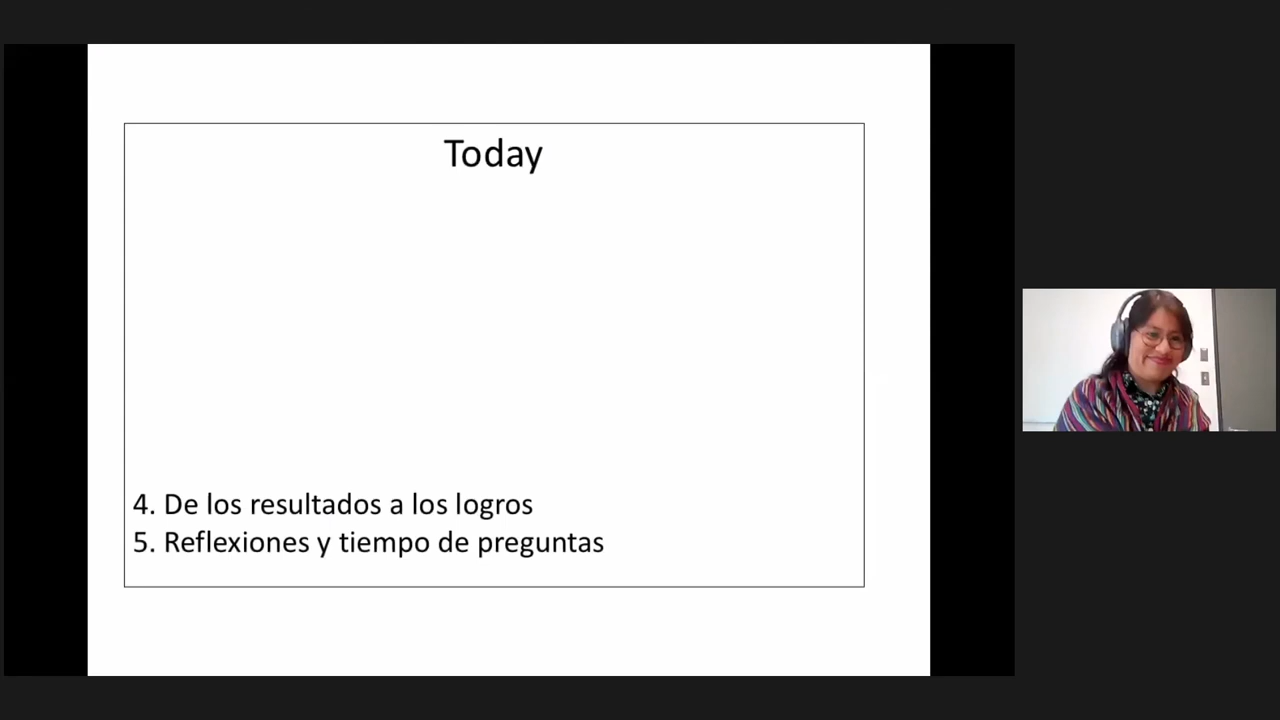 Today
4. De los resultados a los logros
5. Reflexiones y tiempo de preguntas